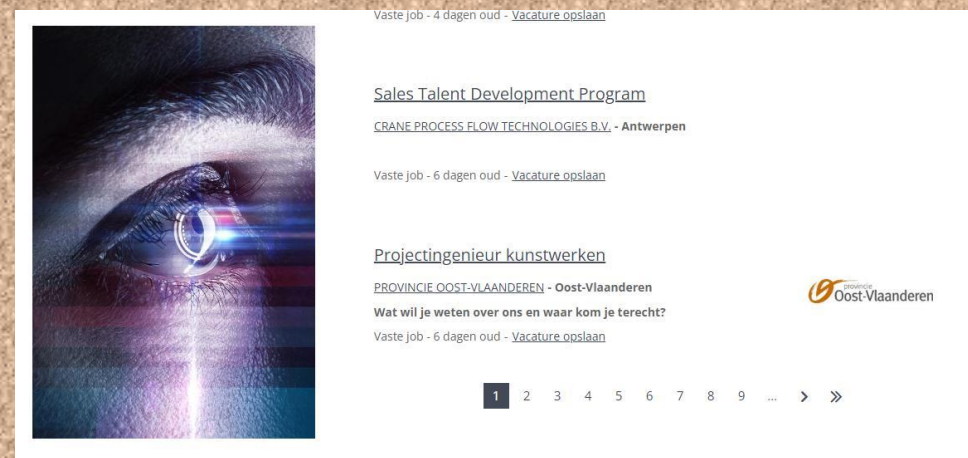 Vaste job - 4 dagen oud - Vacature opslaan
Sales Talent Development Program
CRANE PROCESS FLOW TECHNOLOGIES B.V. - Antwerpen
Vaste job - 6 dagen oud - Vacature opslaan
Projectingenieur kunstwerken
PROVINCIE OOST-VLAANDEREN - Oost-Vlaanderen
Wat wil je weten over ons en waar kom je terecht?
Vaste job - 6 dagen oud - Vacature opslaan
provincie
Oost-Vlaanderen
1 2 3 4 5 6 7 8 9 ...